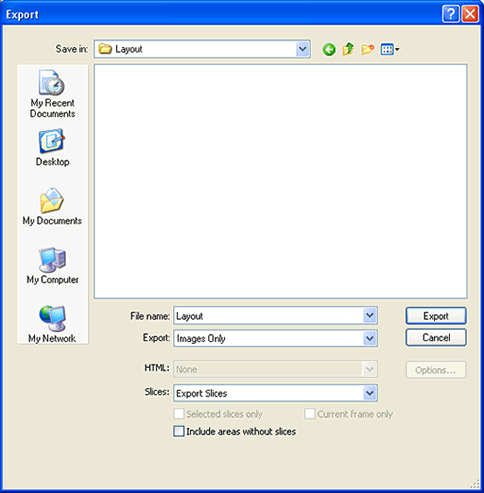 Export
Save in: Layout
My Recent
Documents
Desktop
My Documents
My Computer
My Network
File name: Layout Export
Export: Images Only Cancel
HTML: None Options...
Slices: Export Slices
Selected slices only Current frame only
Include areas without slices